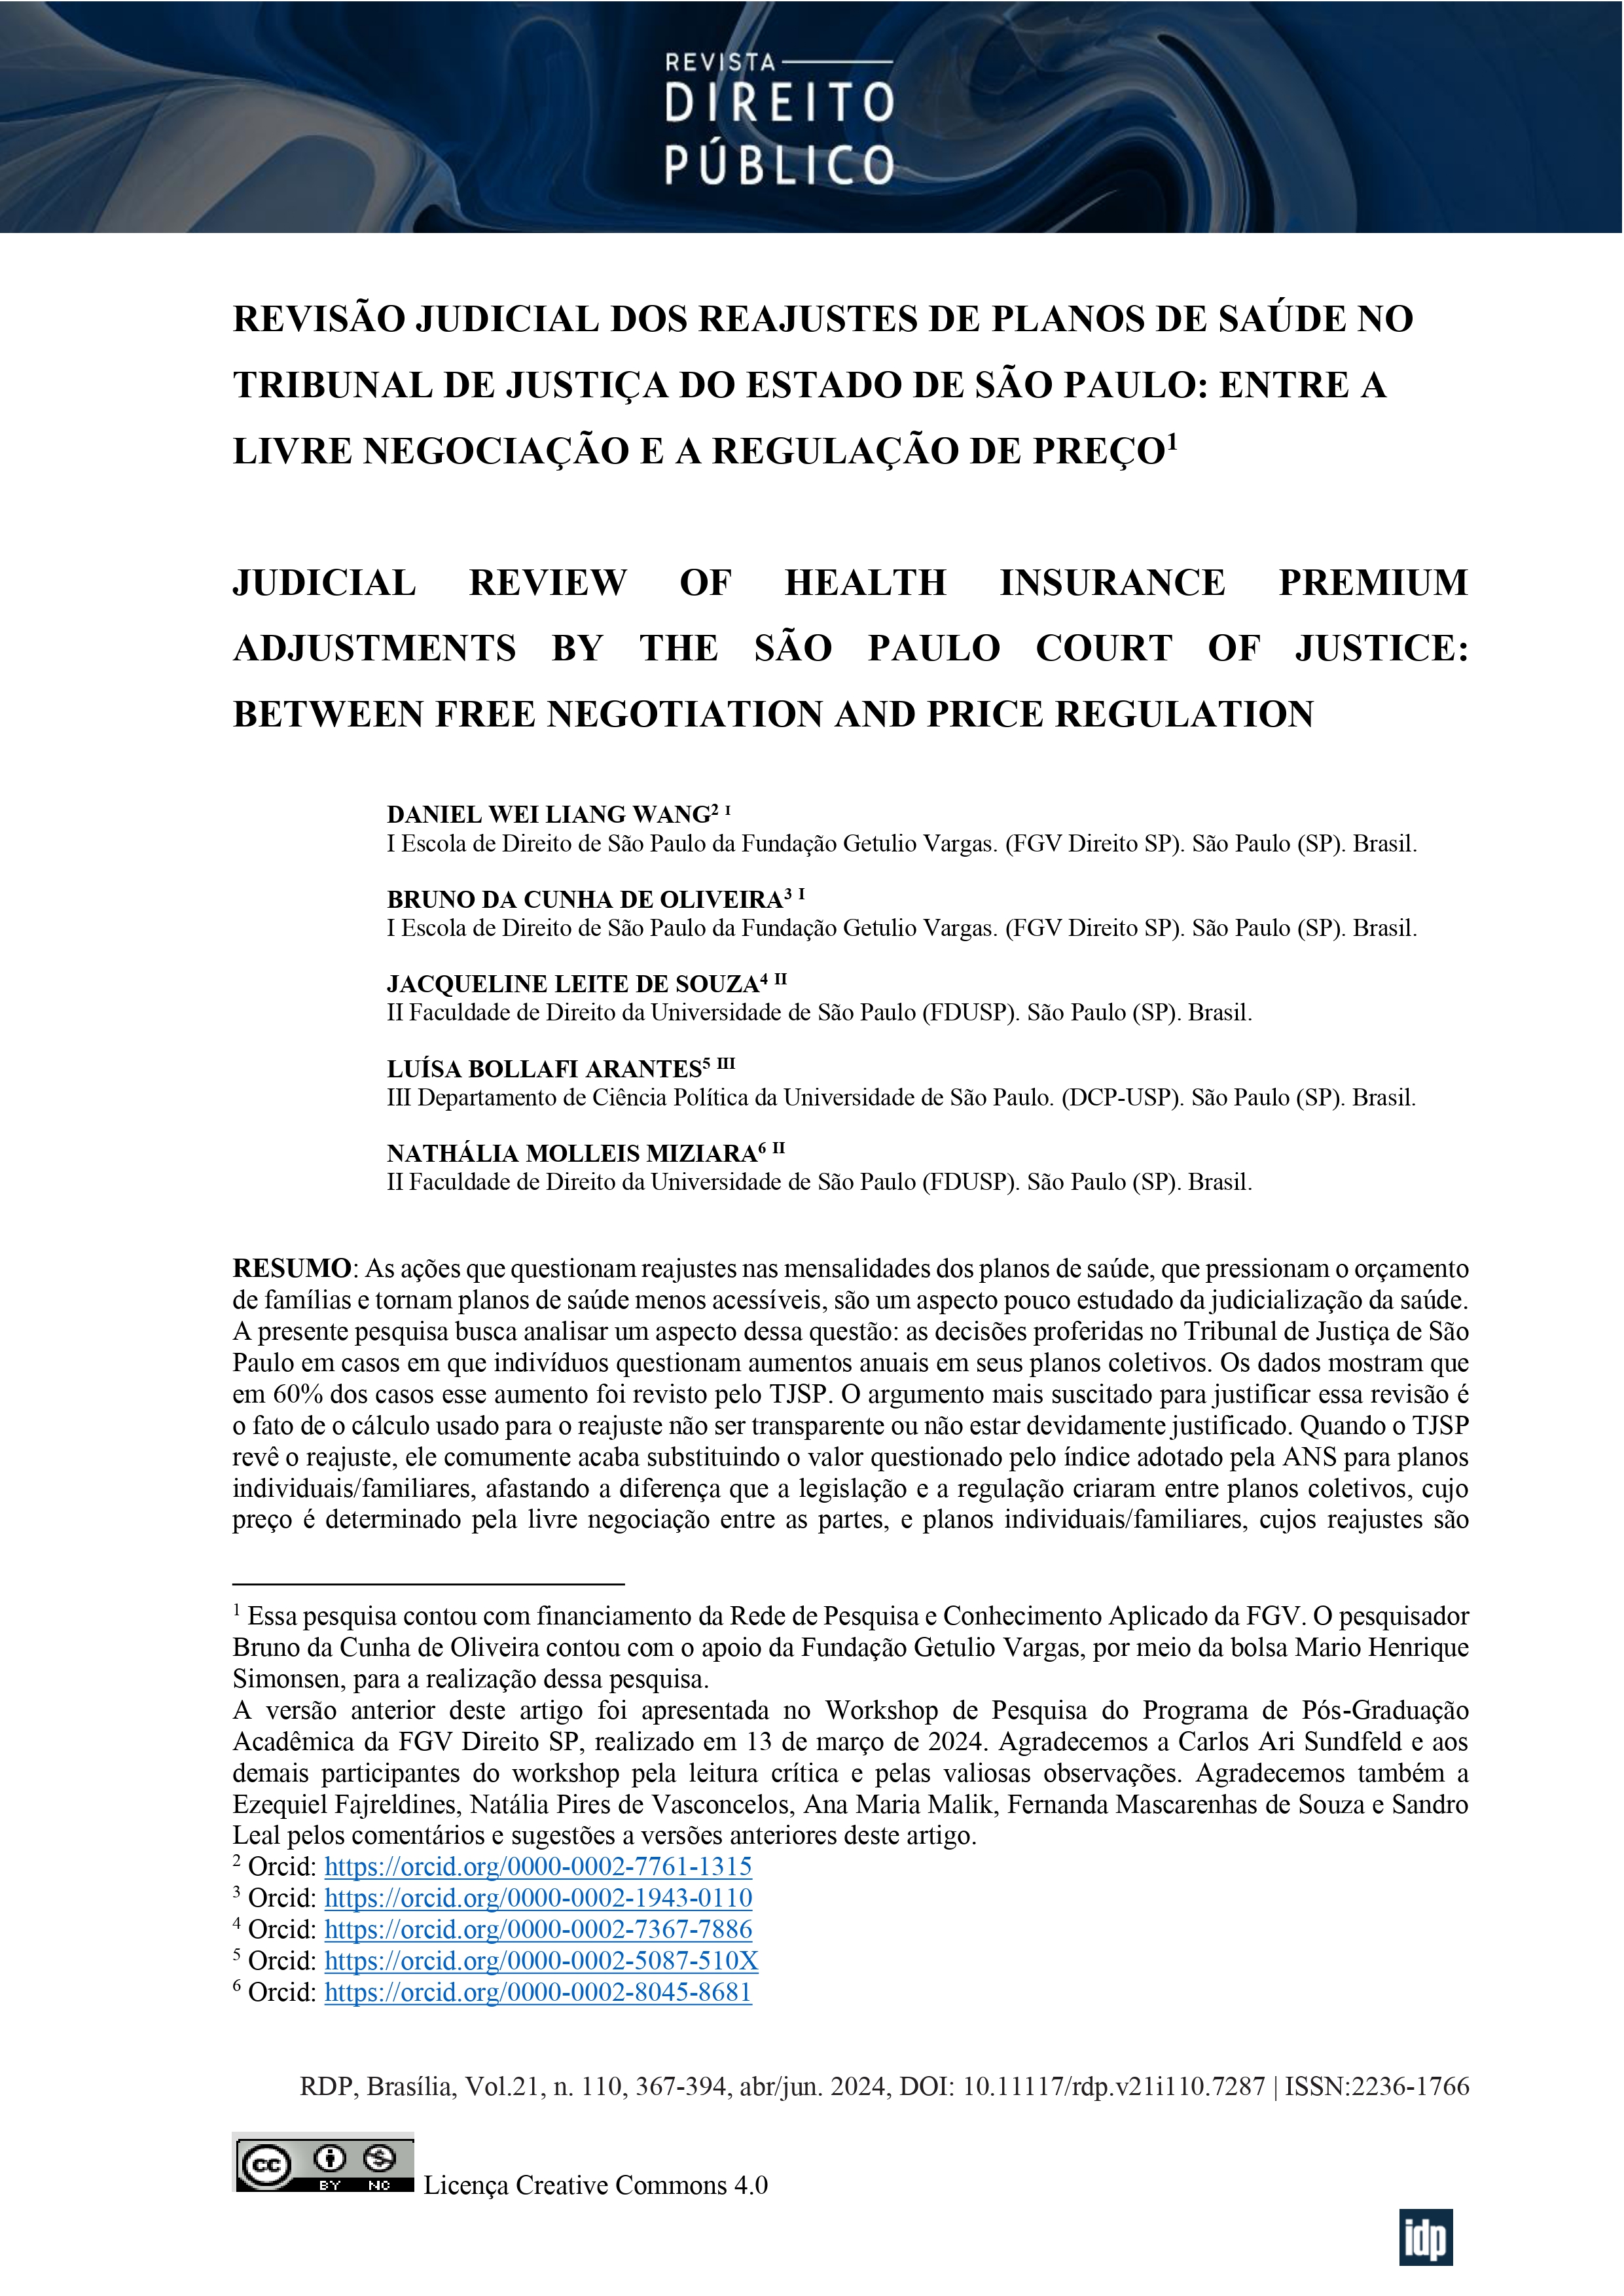 REVISTA
DIREITO
PÚBLICO
REVISÃO JUDICIAL DOS REAJUSTES DE PLANOS DE SAÚDE NO
TRIBUNAL DE JUSTIÇA DO ESTADO DE SÃO PAULO: ENTRE A
LIVRE NEGOCIAÇÃO E A REGULAÇÃO DE PREÇO¹
JUDICIAL REVIEW OF HEALTH INSURANCE PREMIUM
ADJUSTMENTS BY THE SÃO PAULO COURT OF JUSTICE:
BETWEEN FREE NEGOTIATION AND PRICE REGULATION
DANIEL WEI LIANG WANG² ᴵ
I Escola de Direito de São Paulo da Fundação Getulio Vargas. (FGV Direito SP). São Paulo (SP). Brasil.
BRUNO DA CUNHA DE OLIVEIRA³ ᴵ
I Escola de Direito de São Paulo da Fundação Getulio Vargas. (FGV Direito SP). São Paulo (SP). Brasil.
JACQUELINE LEITE DE SOUZA⁴ ᴵᴵ
II Faculdade de Direito da Universidade de São Paulo (FDUSP). São Paulo (SP). Brasil.
LUÍSA BOLLAFI ARANTES⁵ ᴵᴵᴵ
III Departamento de Ciência Política da Universidade de São Paulo. (DCP-USP). São Paulo (SP). Brasil.
NATHÁLIA MOLLEIS MIZIARA⁶ ᴵᴵ
II Faculdade de Direito da Universidade de São Paulo (FDUSP). São Paulo (SP). Brasil.
RESUMO: As ações que questionam reajustes nas mensalidades dos planos de saúde, que pressionam o orçamento
de famílias e tornam planos de saúde menos acessíveis, são um aspecto pouco estudado da judicialização da saúde.
A presente pesquisa busca analisar um aspecto dessa questão: as decisões proferidas no Tribunal de Justiça de São
Paulo em casos em que indivíduos questionam aumentos anuais em seus planos coletivos. Os dados mostram que
em 60% dos casos esse aumento foi revisto pelo TJSP. O argumento mais suscitado para justificar essa revisão é
o fato de o cálculo usado para o reajuste não ser transparente ou não estar devidamente justificado. Quando o TJSP
revê o reajuste, ele comumente acaba substituindo o valor questionado pelo índice adotado pela ANS para planos
individuais/familiares, afastando a diferença que a legislação e a regulação criaram entre planos coletivos, cujo
preço é determinado pela livre negociação entre as partes, e planos individuais/familiares, cujos reajustes são
¹ Essa pesquisa contou com financiamento da Rede de Pesquisa e Conhecimento Aplicado da FGV. O pesquisador
Bruno da Cunha de Oliveira contou com o apoio da Fundação Getulio Vargas, por meio da bolsa Mario Henrique
Simonsen, para a realização dessa pesquisa.
A versão anterior deste artigo foi apresentada no Workshop de Pesquisa do Programa de Pós-Graduação
Acadêmica da FGV Direito SP, realizado em 13 de março de 2024. Agradecemos a Carlos Ari Sundfeld e aos
demais participantes do workshop pela leitura crítica e pelas valiosas observações. Agradecemos também a
Ezequiel Fajreldines, Natália Pires de Vasconcelos, Ana Maria Malik, Fernanda Mascarenhas de Souza e Sandro
Leal pelos comentários e sugestões a versões anteriores deste artigo.
² Orcid: https://orcid.org/0000-0002-7761-1315
³ Orcid: https://orcid.org/0000-0002-1943-0110
⁴ Orcid: https://orcid.org/0000-0002-7367-7886
⁵ Orcid: https://orcid.org/0000-0002-5087-510X
⁶ Orcid: https://orcid.org/0000-0002-8045-8681
RDP, Brasília, Vol.21, n. 110, 367-394, abr/jun. 2024, DOI: 10.11117/rdp.v21i110.7287 | ISSN:2236-1766
cc BY NC Licença Creative Commons 4.0
idp